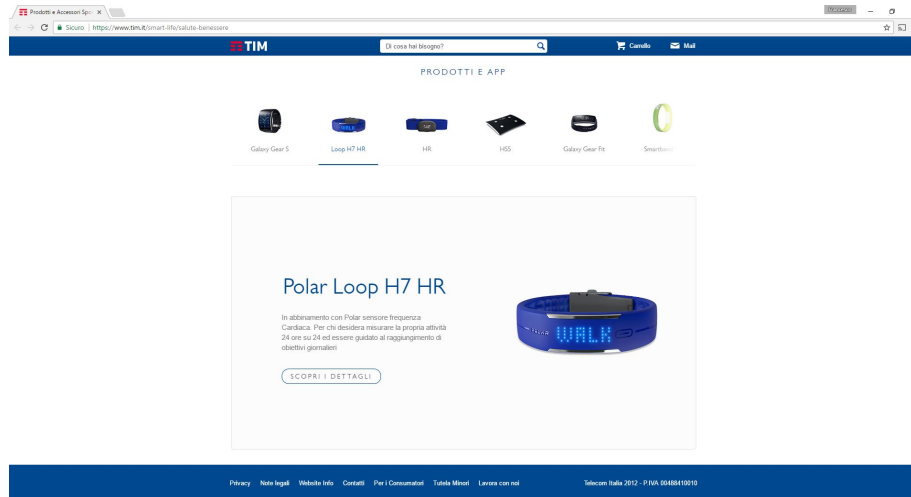 Prodotti e Accessori Spo
Sicuro | https://www.tim.it/smart-life/salute-benessere
TIM
Di cosa hai bisogno?
Carrello
Mail
PRODOTTI E APP
Galaxy Gear S
Loop H7 HR
HR
HSS
Galaxy Gear Fit
Smartband
Polar Loop H7 HR
In abbinamento con Polar sensore frequenza
Cardiaca. Per chi desidera misurare la propria attività
24 ore su 24 ed essere guidato al raggiungimento di
obiettivi giornalieri
POLAR
WALK
SCOPRI I DETTAGLI
Privacy Note legali Website Info Contatti Per i Consumatori Tutela Minori Lavora con noi
Telecom Italia 2012 - P.IVA 00488410010